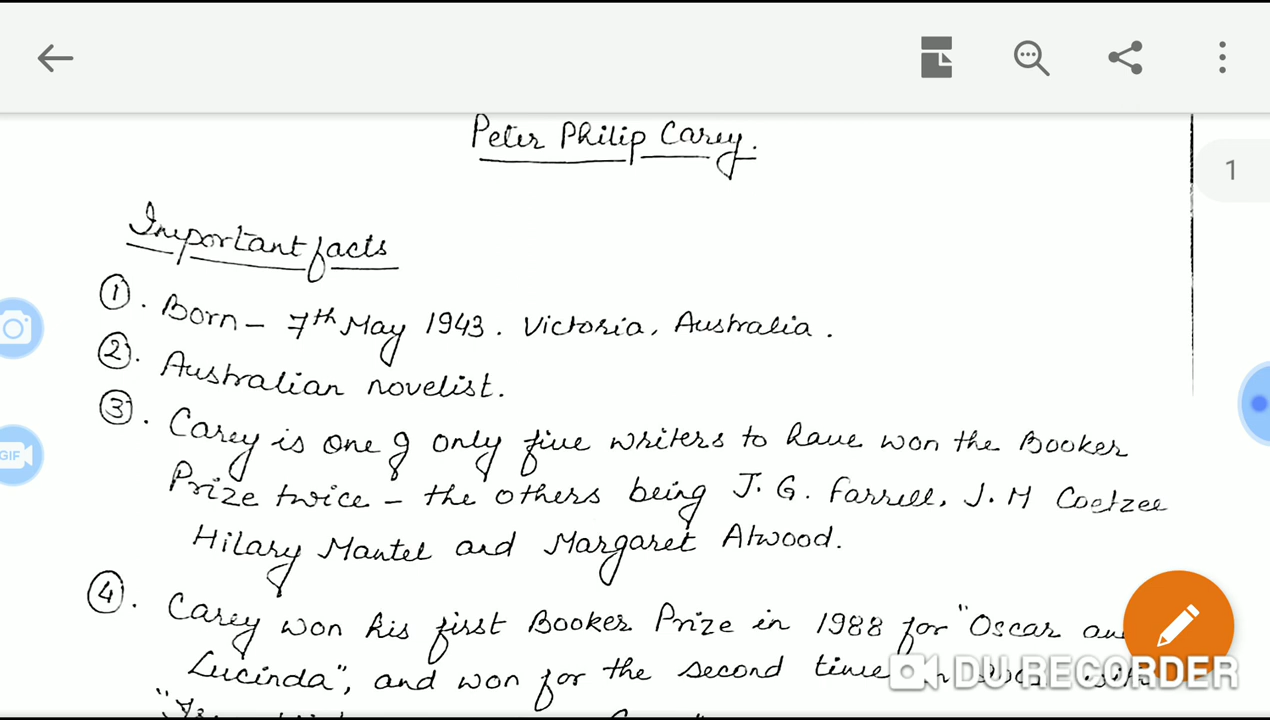 Peter Philip Carey.
1
Important facts
①. Born - 7th May 1943. Victoria, Australia.
②. Australian novelist.
③. Carey is one of only five writers to have won the Booker
Prize twice - the others being J. G. Farrell, J. M Coetzee
Hilary Mantel and Margaret Atwood.
④. Carey won his first Booker Prize in 1988 for "Oscar
Lucinda", and won for the second time
DU RECORDER
GIF